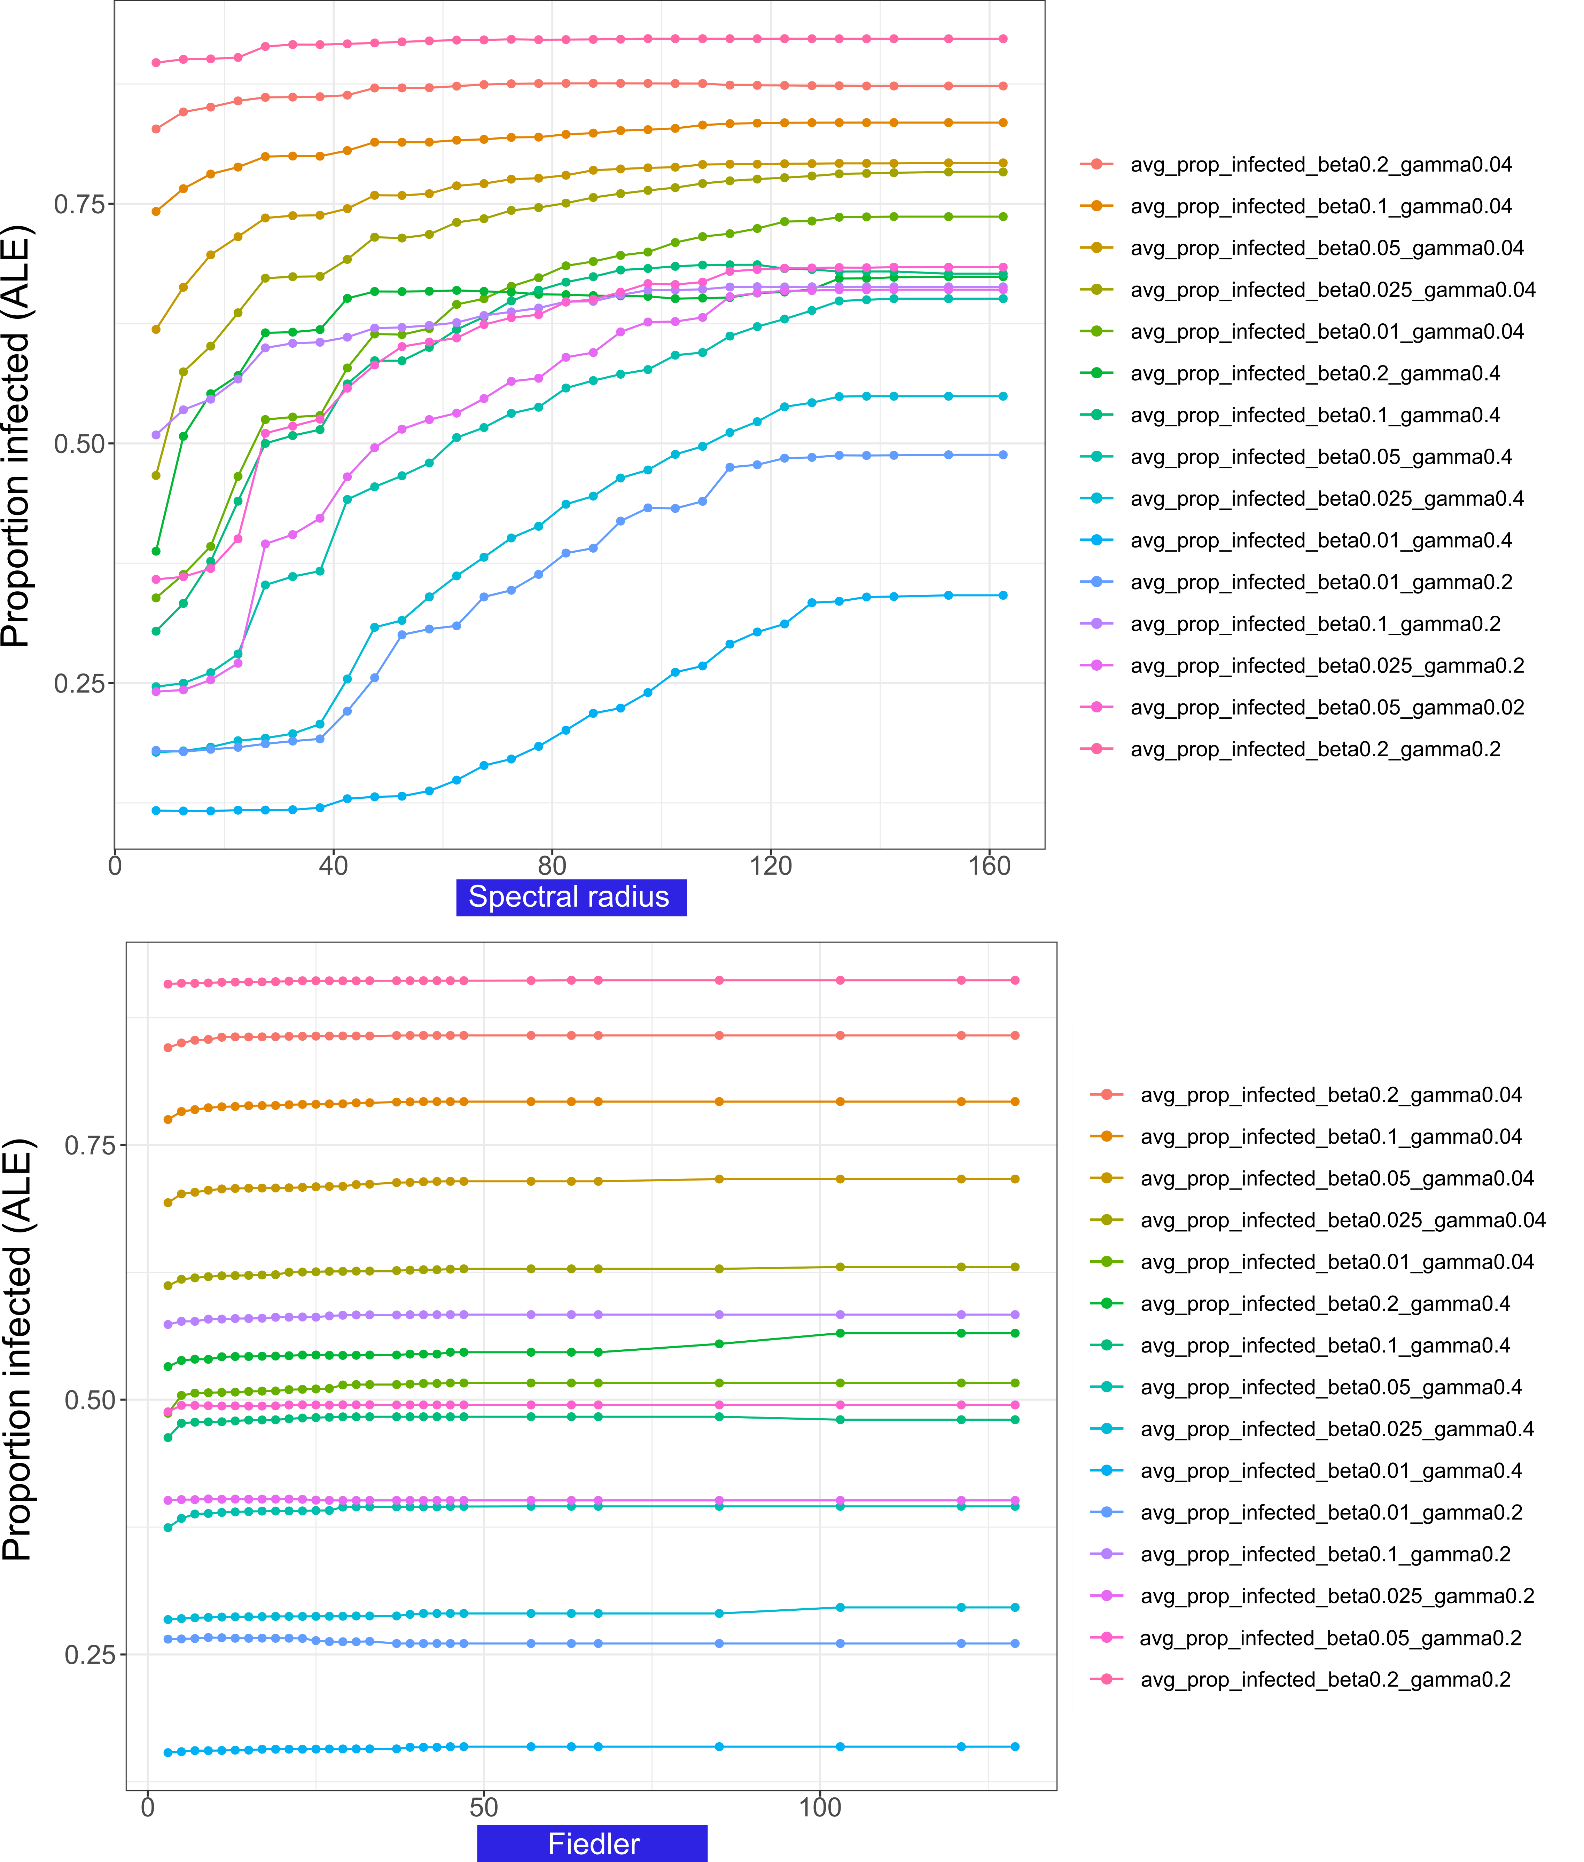 Proportion infected (ALE)
0.75
0.50
0.25
0
40
80
120
160
Spectral radius
avg_prop_infected_beta0.2_gamma0.04
avg_prop_infected_beta0.1_gamma0.04
avg_prop_infected_beta0.05_gamma0.04
avg_prop_infected_beta0.025_gamma0.04
avg_prop_infected_beta0.01_gamma0.04
avg_prop_infected_beta0.2_gamma0.4
avg_prop_infected_beta0.1_gamma0.4
avg_prop_infected_beta0.05_gamma0.4
avg_prop_infected_beta0.025_gamma0.4
avg_prop_infected_beta0.01_gamma0.4
avg_prop_infected_beta0.01_gamma0.2
avg_prop_infected_beta0.1_gamma0.2
avg_prop_infected_beta0.025_gamma0.2
avg_prop_infected_beta0.05_gamma0.02
avg_prop_infected_beta0.2_gamma0.2
Proportion infected (ALE)
0.75
0.50
0.25
0
50
100
Fiedler
avg_prop_infected_beta0.2_gamma0.04
avg_prop_infected_beta0.1_gamma0.04
avg_prop_infected_beta0.05_gamma0.04
avg_prop_infected_beta0.025_gamma0.04
avg_prop_infected_beta0.01_gamma0.04
avg_prop_infected_beta0.2_gamma0.4
avg_prop_infected_beta0.1_gamma0.4
avg_prop_infected_beta0.05_gamma0.4
avg_prop_infected_beta0.025_gamma0.4
avg_prop_infected_beta0.01_gamma0.4
avg_prop_infected_beta0.01_gamma0.2
avg_prop_infected_beta0.1_gamma0.2
avg_prop_infected_beta0.025_gamma0.2
avg_prop_infected_beta0.05_gamma0.2
avg_prop_infected_beta0.2_gamma0.2